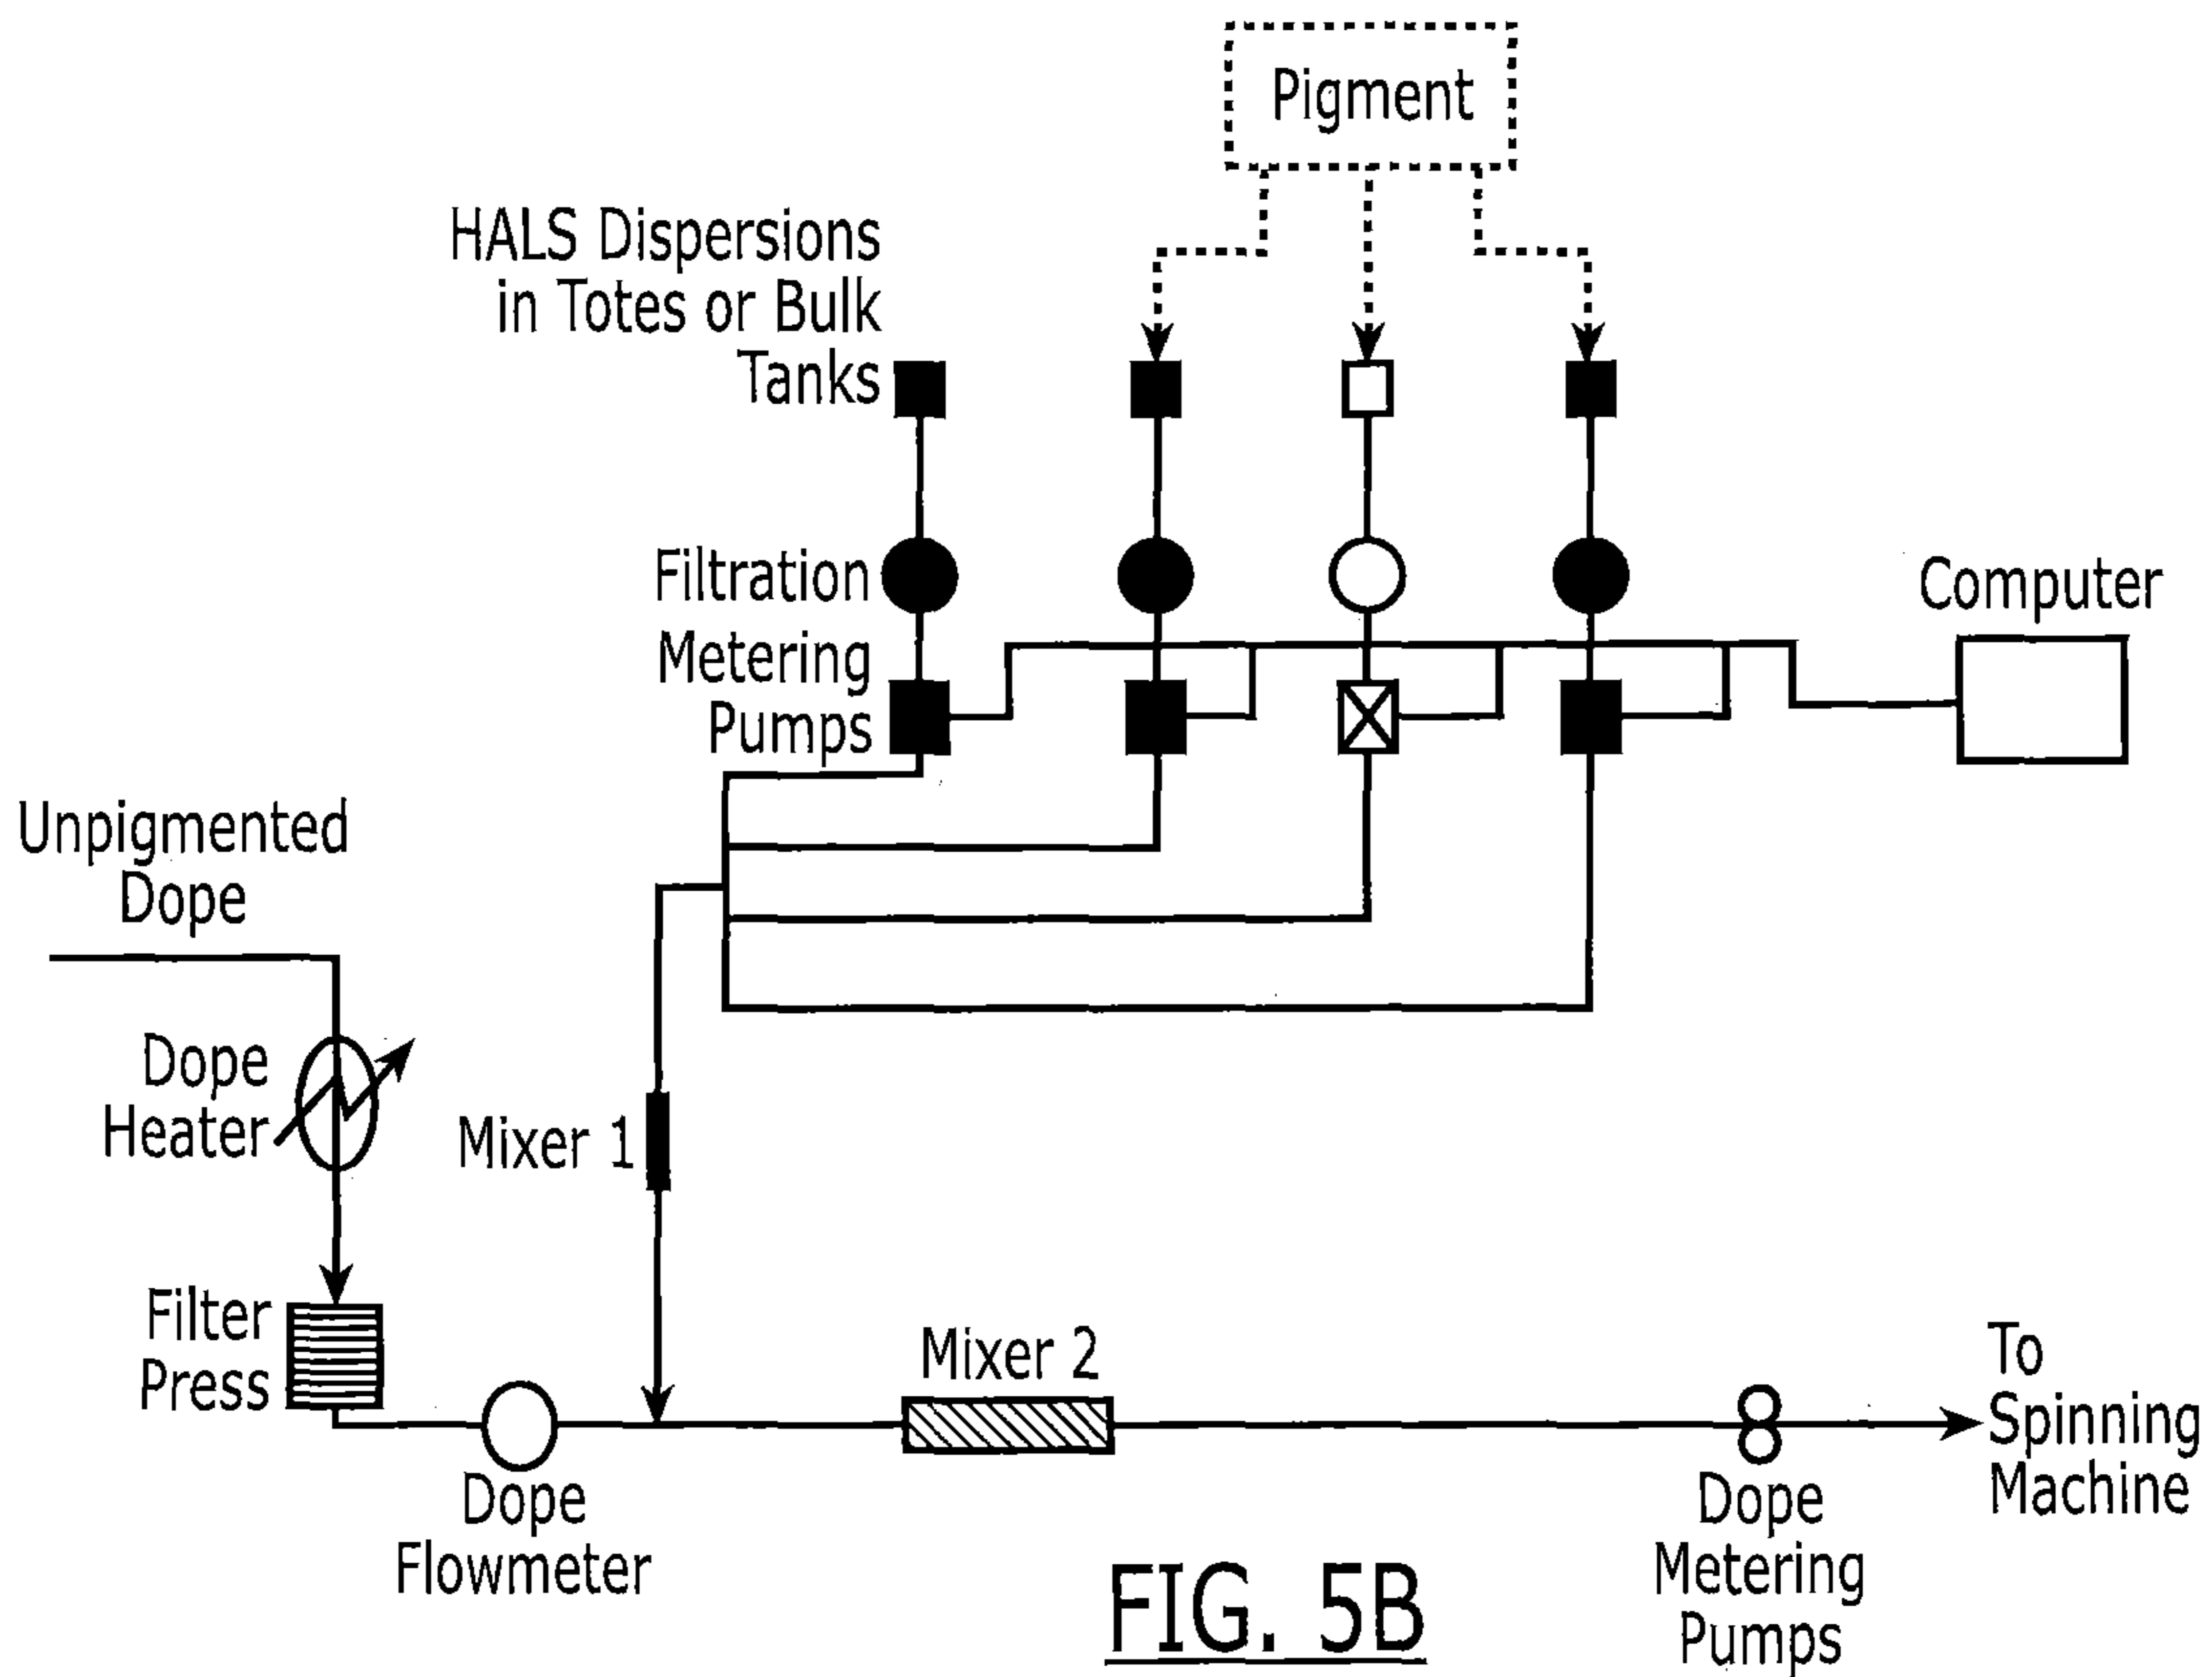 Pigment
HALS Dispersions
in Totes or Bulk
Tanks
Filtration
Metering
Pumps
Computer
Unpigmented
Dope
Dope
Heater
Mixer 1
Filter
Press
Mixer 2
To
Spinning
Machine
Dope
Flowmeter
Dope
Metering
Pumps
FIG. 5B